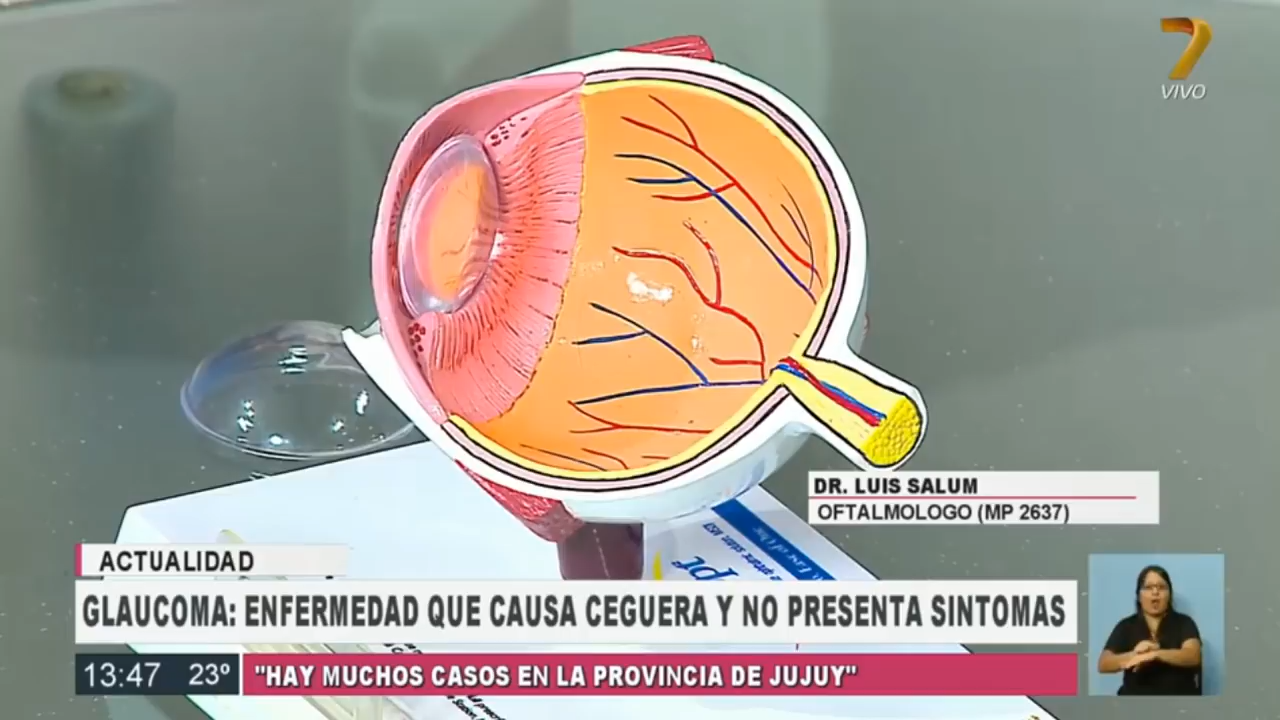 7
VIVO
DR. LUIS SALUM
OFTALMOLOGO (MP 2637)
ACTUALIDAD
GLAUCOMA: ENFERMEDAD QUE CAUSA CEGUERA Y NO PRESENTA SINTOMAS
13:47 23º
"HAY MUCHOS CASOS EN LA PROVINCIA DE JUJUY"